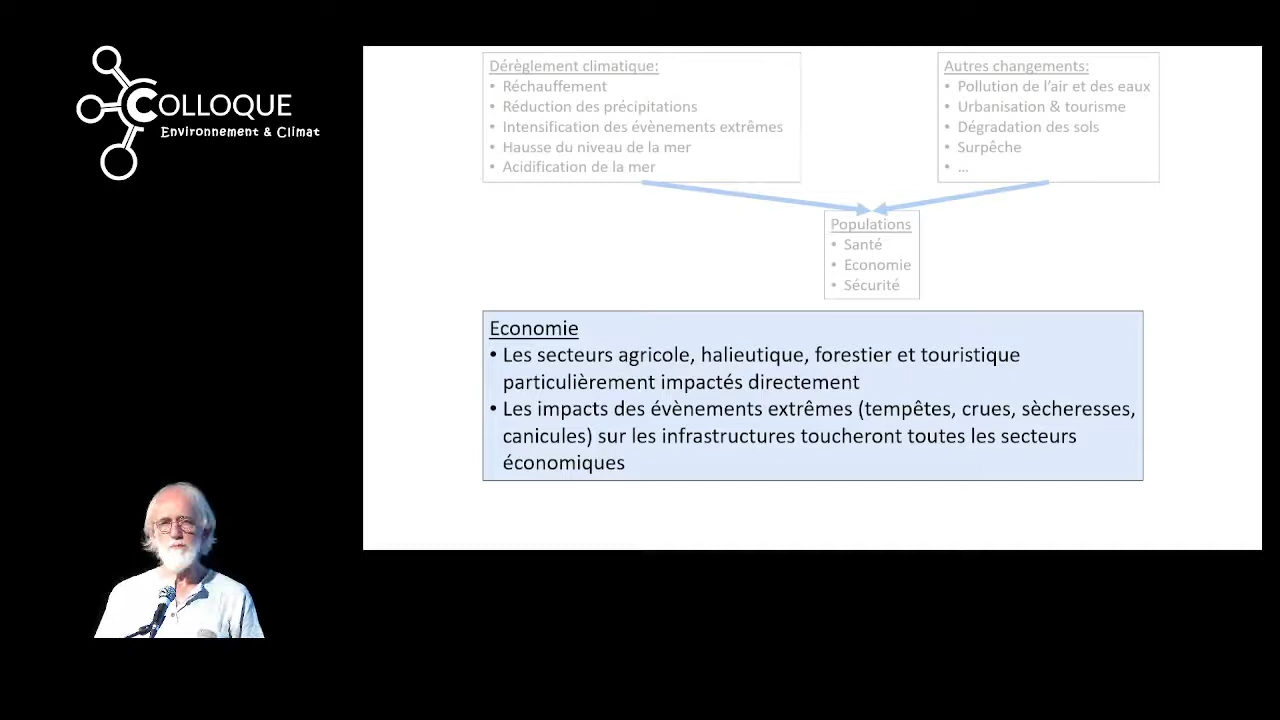 COLLOQUE
Environnement & Climat
Dérèglement climatique:
• Réchauffement
• Réduction des précipitations
• Intensification des évènements extrêmes
• Hausse du niveau de la mer
• Acidification de la mer
Autres changements:
• Pollution de l’air et des eaux
• Urbanisation & tourisme
• Dégradation des sols
• Surpêche
• ...
Populations
• Santé
• Economie
• Sécurité
Economie
• Les secteurs agricole, halieutique, forestier et touristique
particulièrement impactés directement
• Les impacts des évènements extrêmes (tempêtes, crues, sècheresses,
canicules) sur les infrastructures toucheront toutes les secteurs
économiques